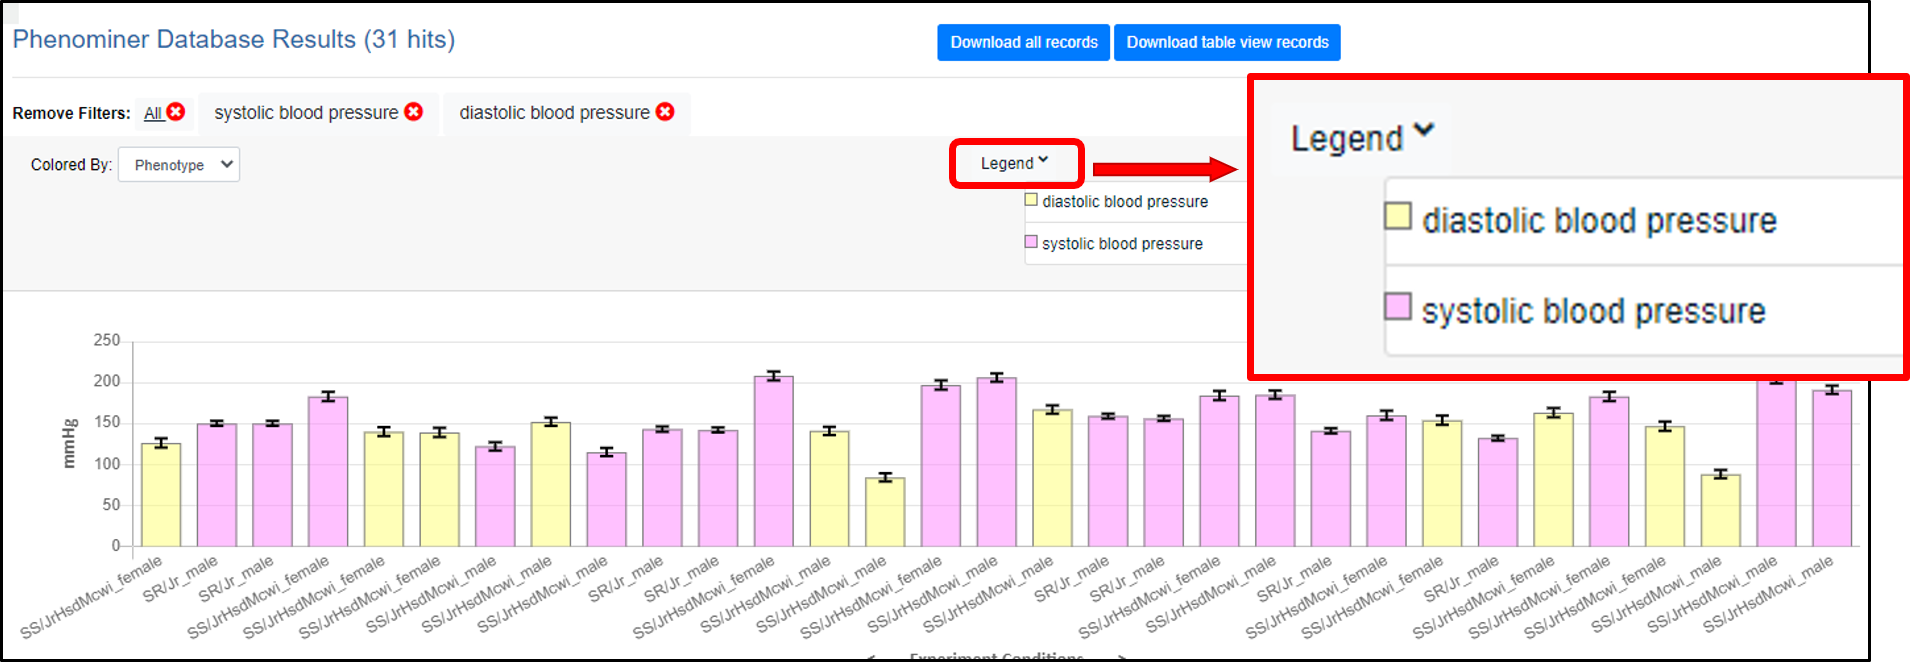 Phenominer Database Results (31 hits)
Download all records
Download table view records
Remove Filters: All
systolic blood pressure
diastolic blood pressure
Colored By: Phenotype
Legend
diastolic blood pressure
systolic blood pressure
Legend
diastolic blood pressure
systolic blood pressure
250
200
150
100
50
0
mmHg
SS/JrHsdMcwi_female
SR/Jr_male
SR/Jr_male
SS/JrHsdMcwi_female
SS/JrHsdMcwi_female
SS/JrHsdMcwi_female
SS/JrHsdMcwi_male
SS/JrHsdMcwi_male
SS/JrHsdMcwi_male
SR/Jr_male
SR/Jr_male
SS/JrHsdMcwi_female
SS/JrHsdMcwi_male
SS/JrHsdMcwi_male
SS/JrHsdMcwi_female
SS/JrHsdMcwi_male
SS/JrHsdMcwi_male
SR/Jr_male
SR/Jr_male
SS/JrHsdMcwi_female
SS/JrHsdMcwi_male
SR/Jr_male
SS/JrHsdMcwi_female
SS/JrHsdMcwi_female
SR/Jr_male
SS/JrHsdMcwi_female
SS/JrHsdMcwi_female
SS/JrHsdMcwi_female
SS/JrHsdMcwi_male
SS/JrHsdMcwi_male
SS/JrHsdMcwi_male
< Experiment Conditions >